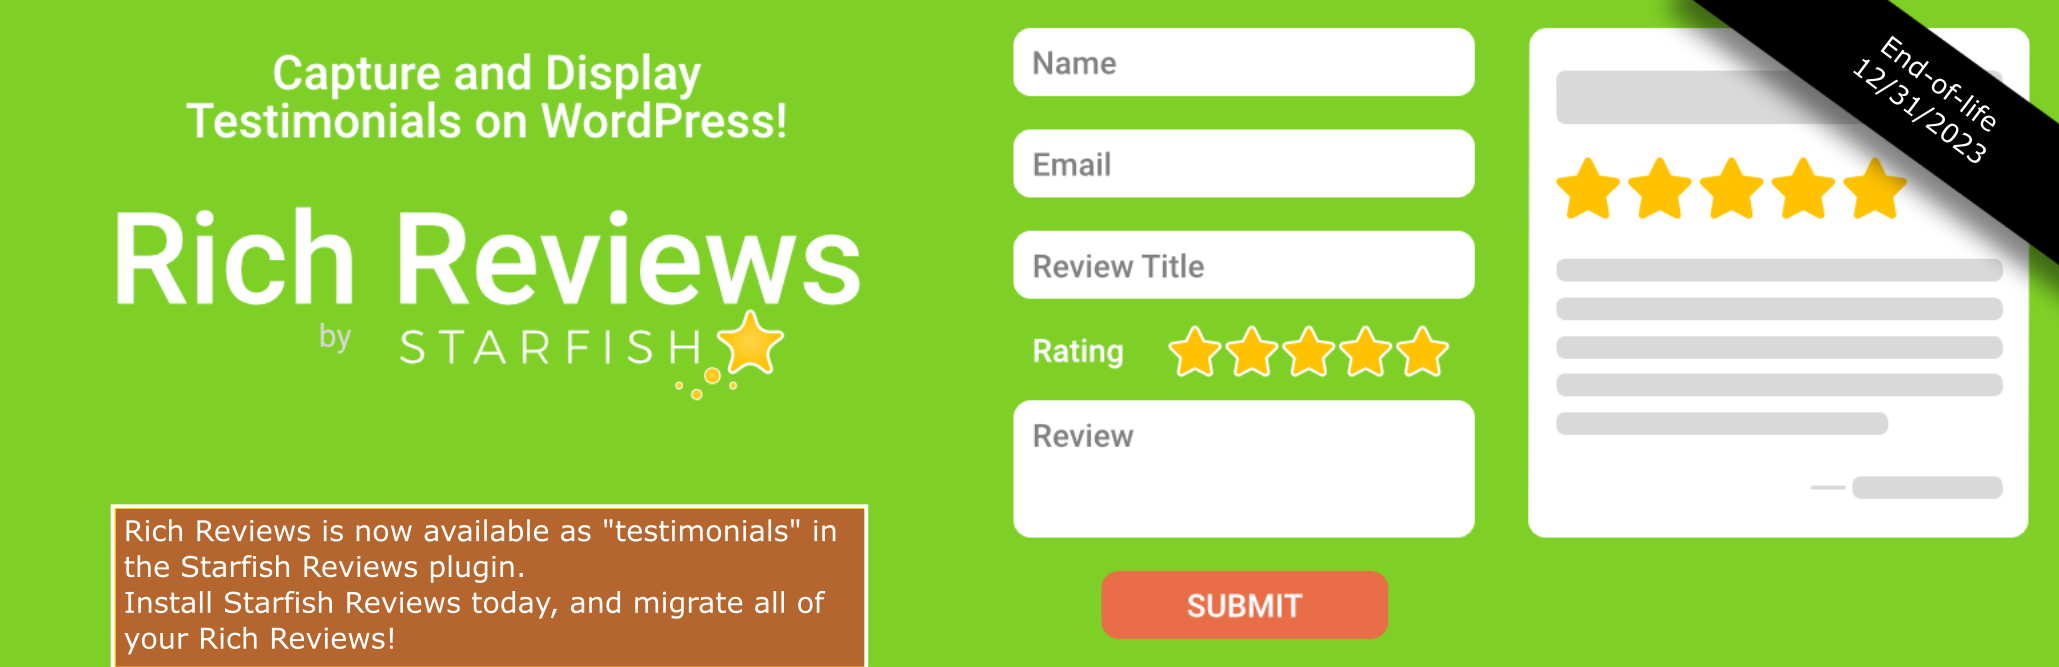 Capture and Display
Testimonials on WordPress!
Rich Reviews
by STARFISH
Rich Reviews is now available as "testimonials" in
the Starfish Reviews plugin.
Install Starfish Reviews today, and migrate all of
your Rich Reviews!
Name
Email
Review Title
Rating
Review
SUBMIT
End-of-life
12/31/2023